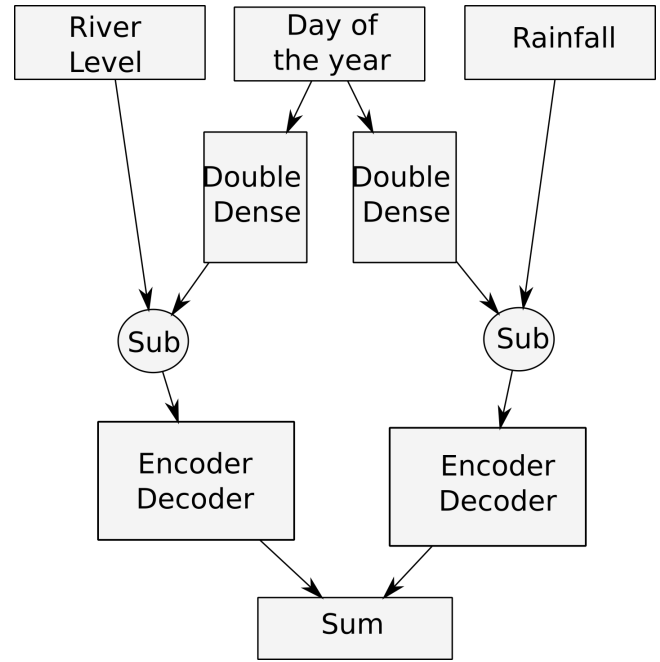 River
Level
Day of
the year
Rainfall
Double
Dense
Double
Dense
Sub
Sub
Encoder
Decoder
Encoder
Decoder
Sum